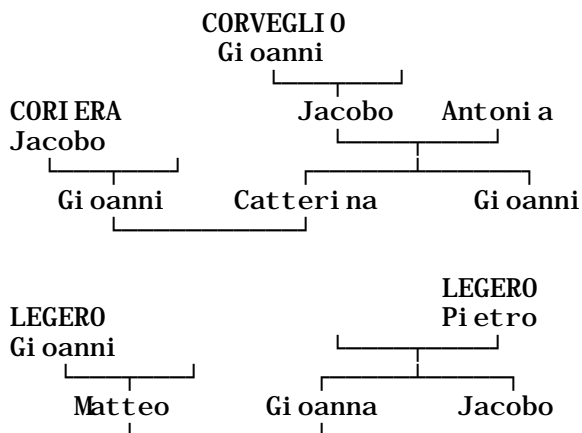 CORVEGLIO
Gioanni
CORIERA Jacobo Antonia
Jacobo
Gioanni Catterina Gioanni
LEGERO
LEGERO Pietro
Gioanni
Matteo Gioanna Jacobo